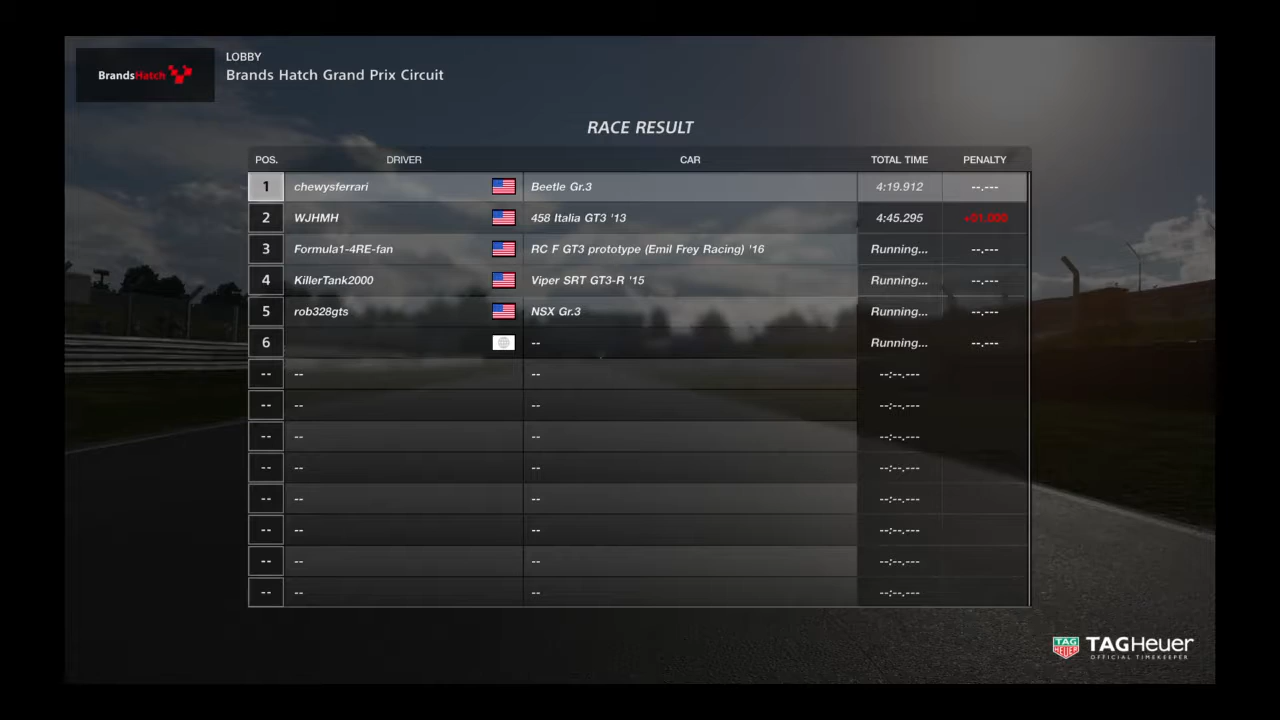 BrandsHatch
LOBBY
Brands Hatch Grand Prix Circuit
RACE RESULT
POS. DRIVER CAR TOTAL TIME PENALTY
1 chewysferrari Beetle Gr.3 4:19.912 --.---
2 WJHMH 458 Italia GT3 '13 4:45.295 +01.000
3 Formula1-4RE-fan RC F GT3 prototype (Emil Frey Racing) '16 Running... --.---
4 KillerTank2000 Viper SRT GT3-R '15 Running... --.---
5 rob328gts NSX Gr.3 Running... --.---
6 -- Running... --.---
-- -- -- --:--.---
-- -- -- --:--.---
-- -- -- --:--.---
-- -- -- --:--.---
-- -- -- --:--.---
-- -- -- --:--.---
-- -- -- --:--.---
-- -- -- --:--.---
TAG HEUER TAGHeuer
OFFICIAL TIMEKEEPER